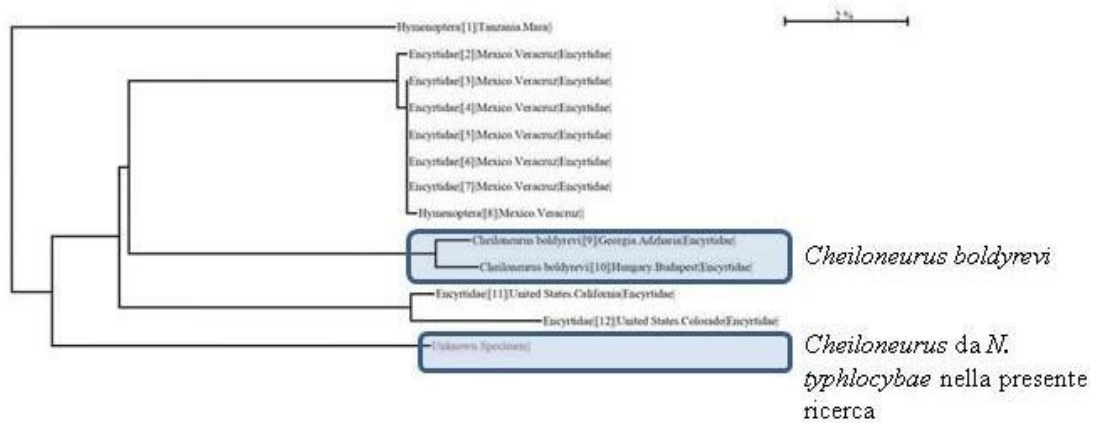 Hymenoptera|[1]|Tanzania.Mara||
2 %
Encyrtidae|[2]|Mexico.Veracruz|Encyrtidae|
Encyrtidae|[3]|Mexico.Veracruz|Encyrtidae|
Encyrtidae|[4]|Mexico.Veracruz|Encyrtidae|
Encyrtidae|[5]|Mexico.Veracruz|Encyrtidae|
Encyrtidae|[6]|Mexico.Veracruz|Encyrtidae|
Encyrtidae|[7]|Mexico.Veracruz|Encyrtidae|
Hymenoptera|[8]|Mexico.Veracruz||
Cheiloneurus boldyrevi|[9]|Georgia.Adzharia|Encyrtidae|
Cheiloneurus boldyrevi|[10]|Hungary.Budapest|Encyrtidae|
Cheiloneurus boldyrevi
Encyrtidae|[11]|United States.California|Encyrtidae|
Encyrtidae|[12]|United States.Colorado|Encyrtidae|
Unknown Specimen||
Cheiloneurus da N.
typhlocybae nella presente
ricerca